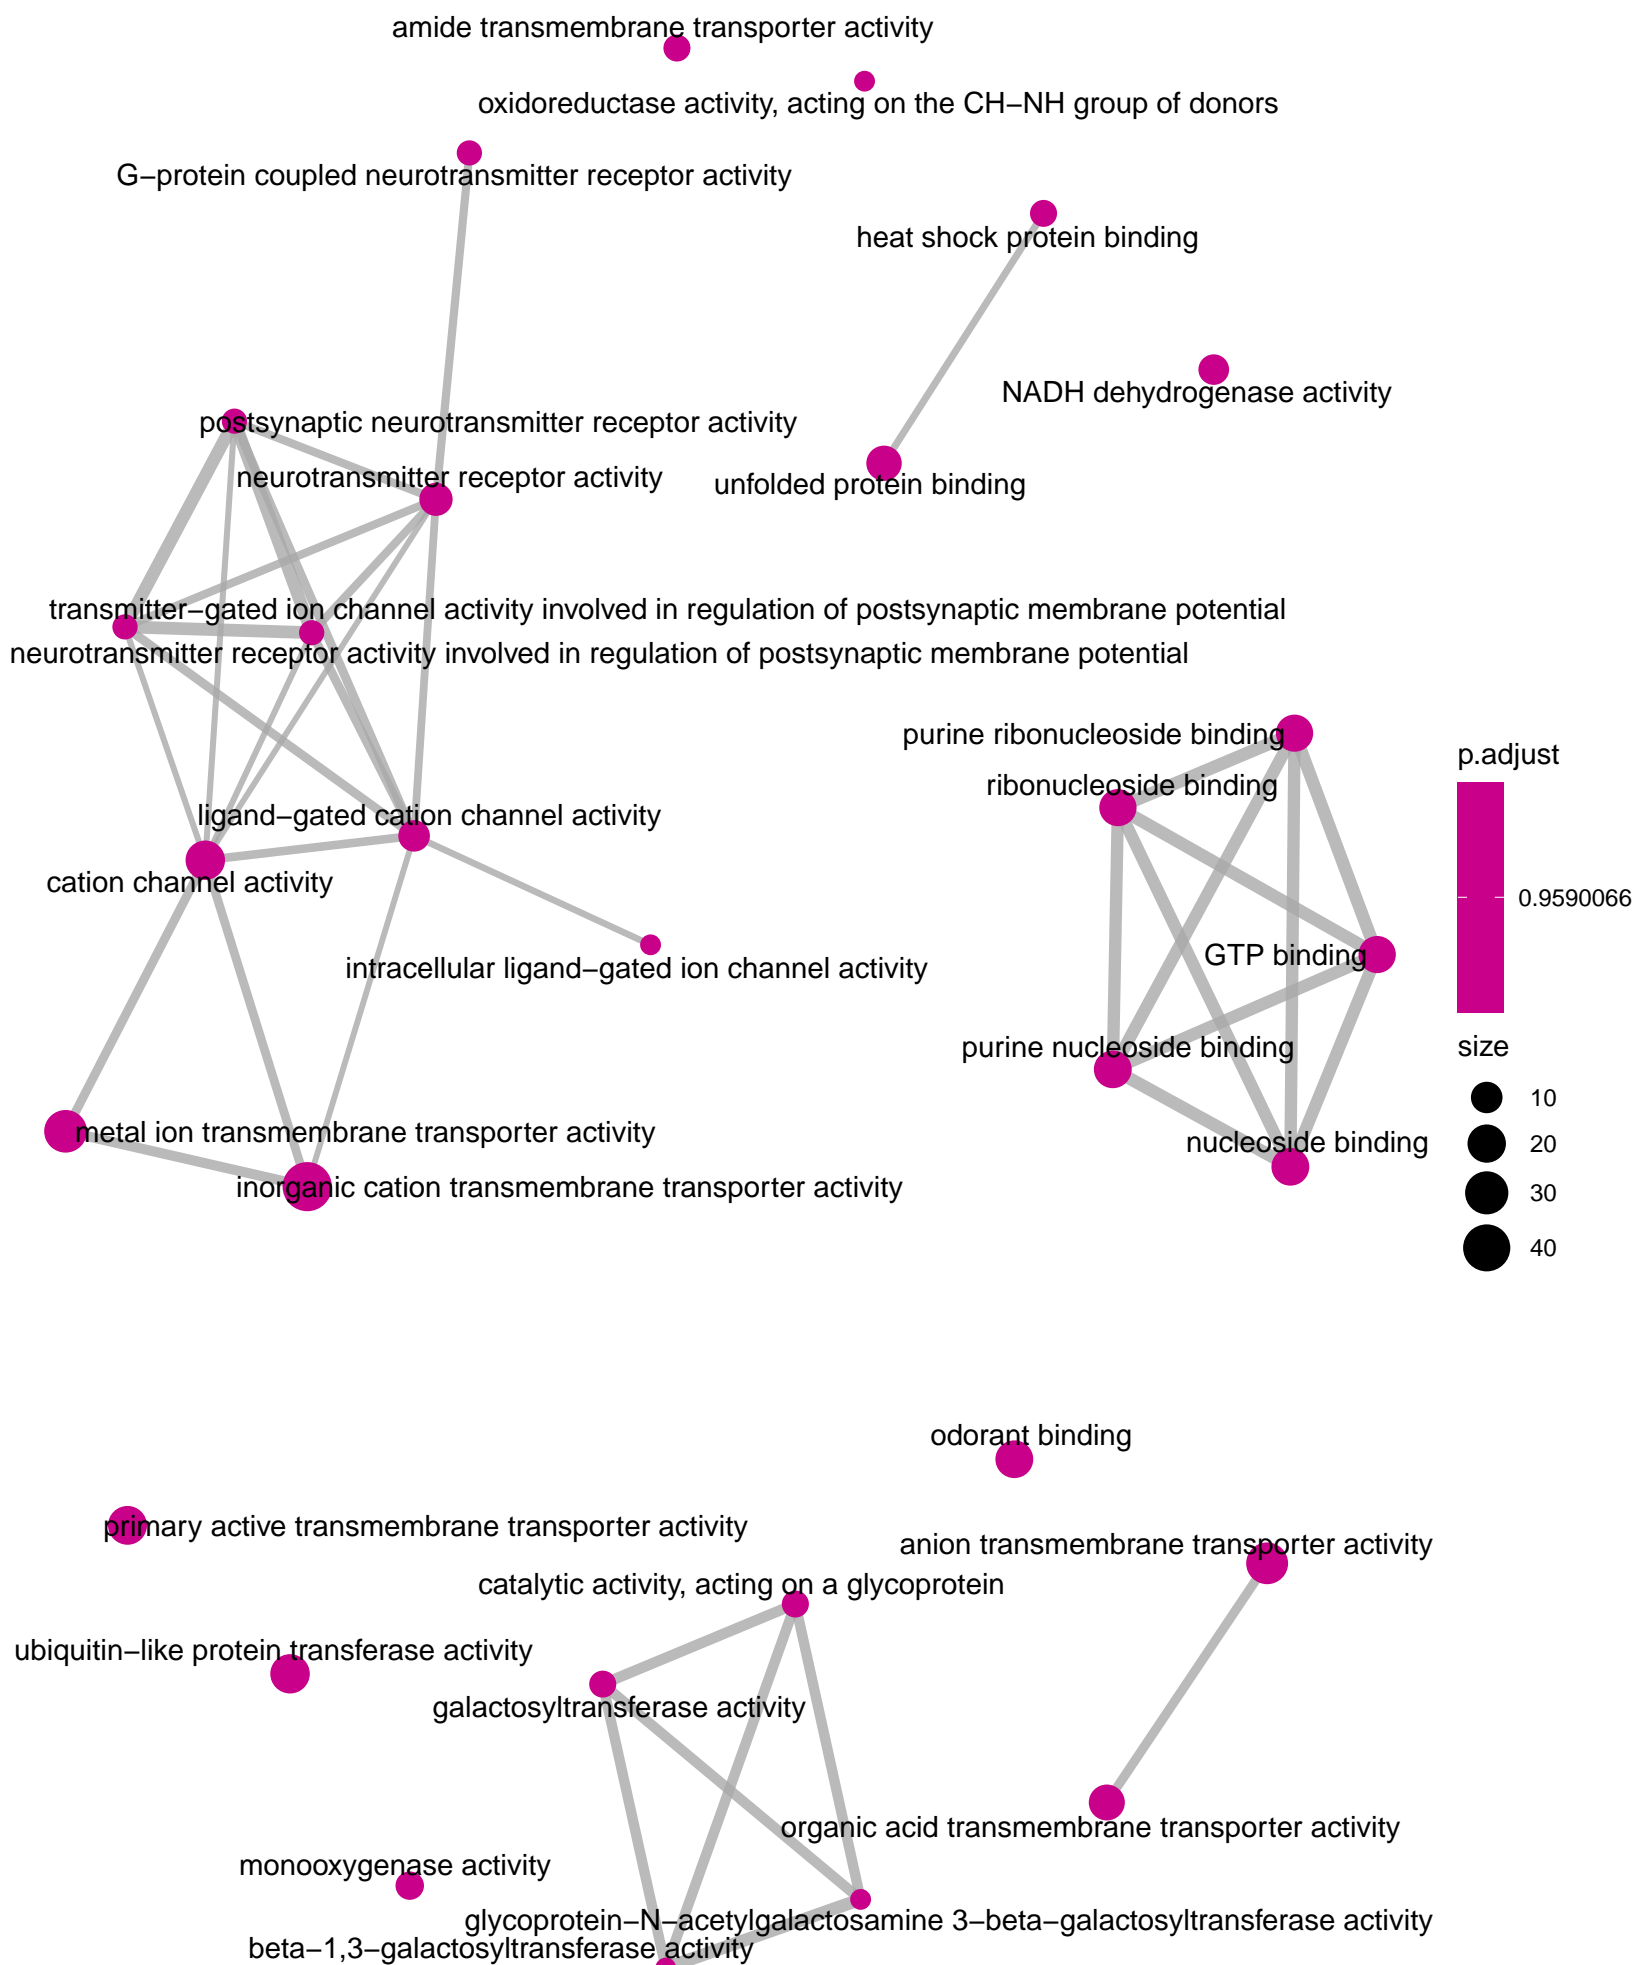 amide transmembrane transporter activity
oxidoreductase activity, acting on the CH−NH group of donors
G−protein coupled neurotransmitter receptor activity
heat shock protein binding
NADH dehydrogenase activity
postsynaptic neurotransmitter receptor activity
neurotransmitter receptor activity
unfolded protein binding
transmitter−gated ion channel activity involved in regulation of postsynaptic membrane potential
neurotransmitter receptor activity involved in regulation of postsynaptic membrane potential
purine ribonucleoside binding
p.adjust
ribonucleoside binding
ligand−gated cation channel activity
cation channel activity
0.9590066
GTP binding
intracellular ligand−gated ion channel activity
purine nucleoside binding
size
10
metal ion transmembrane transporter activity
nucleoside binding
20
inorganic cation transmembrane transporter activity
30
40
odorant binding
primary active transmembrane transporter activity
anion transmembrane transporter activity
catalytic activity, acting on a glycoprotein
ubiquitin−like protein transferase activity
galactosyltransferase activity
organic acid transmembrane transporter activity
monooxygenase activity
glycoprotein−N−acetylgalactosamine 3−beta−galactosyltransferase activity
beta−1,3−galactosyltransferase activity